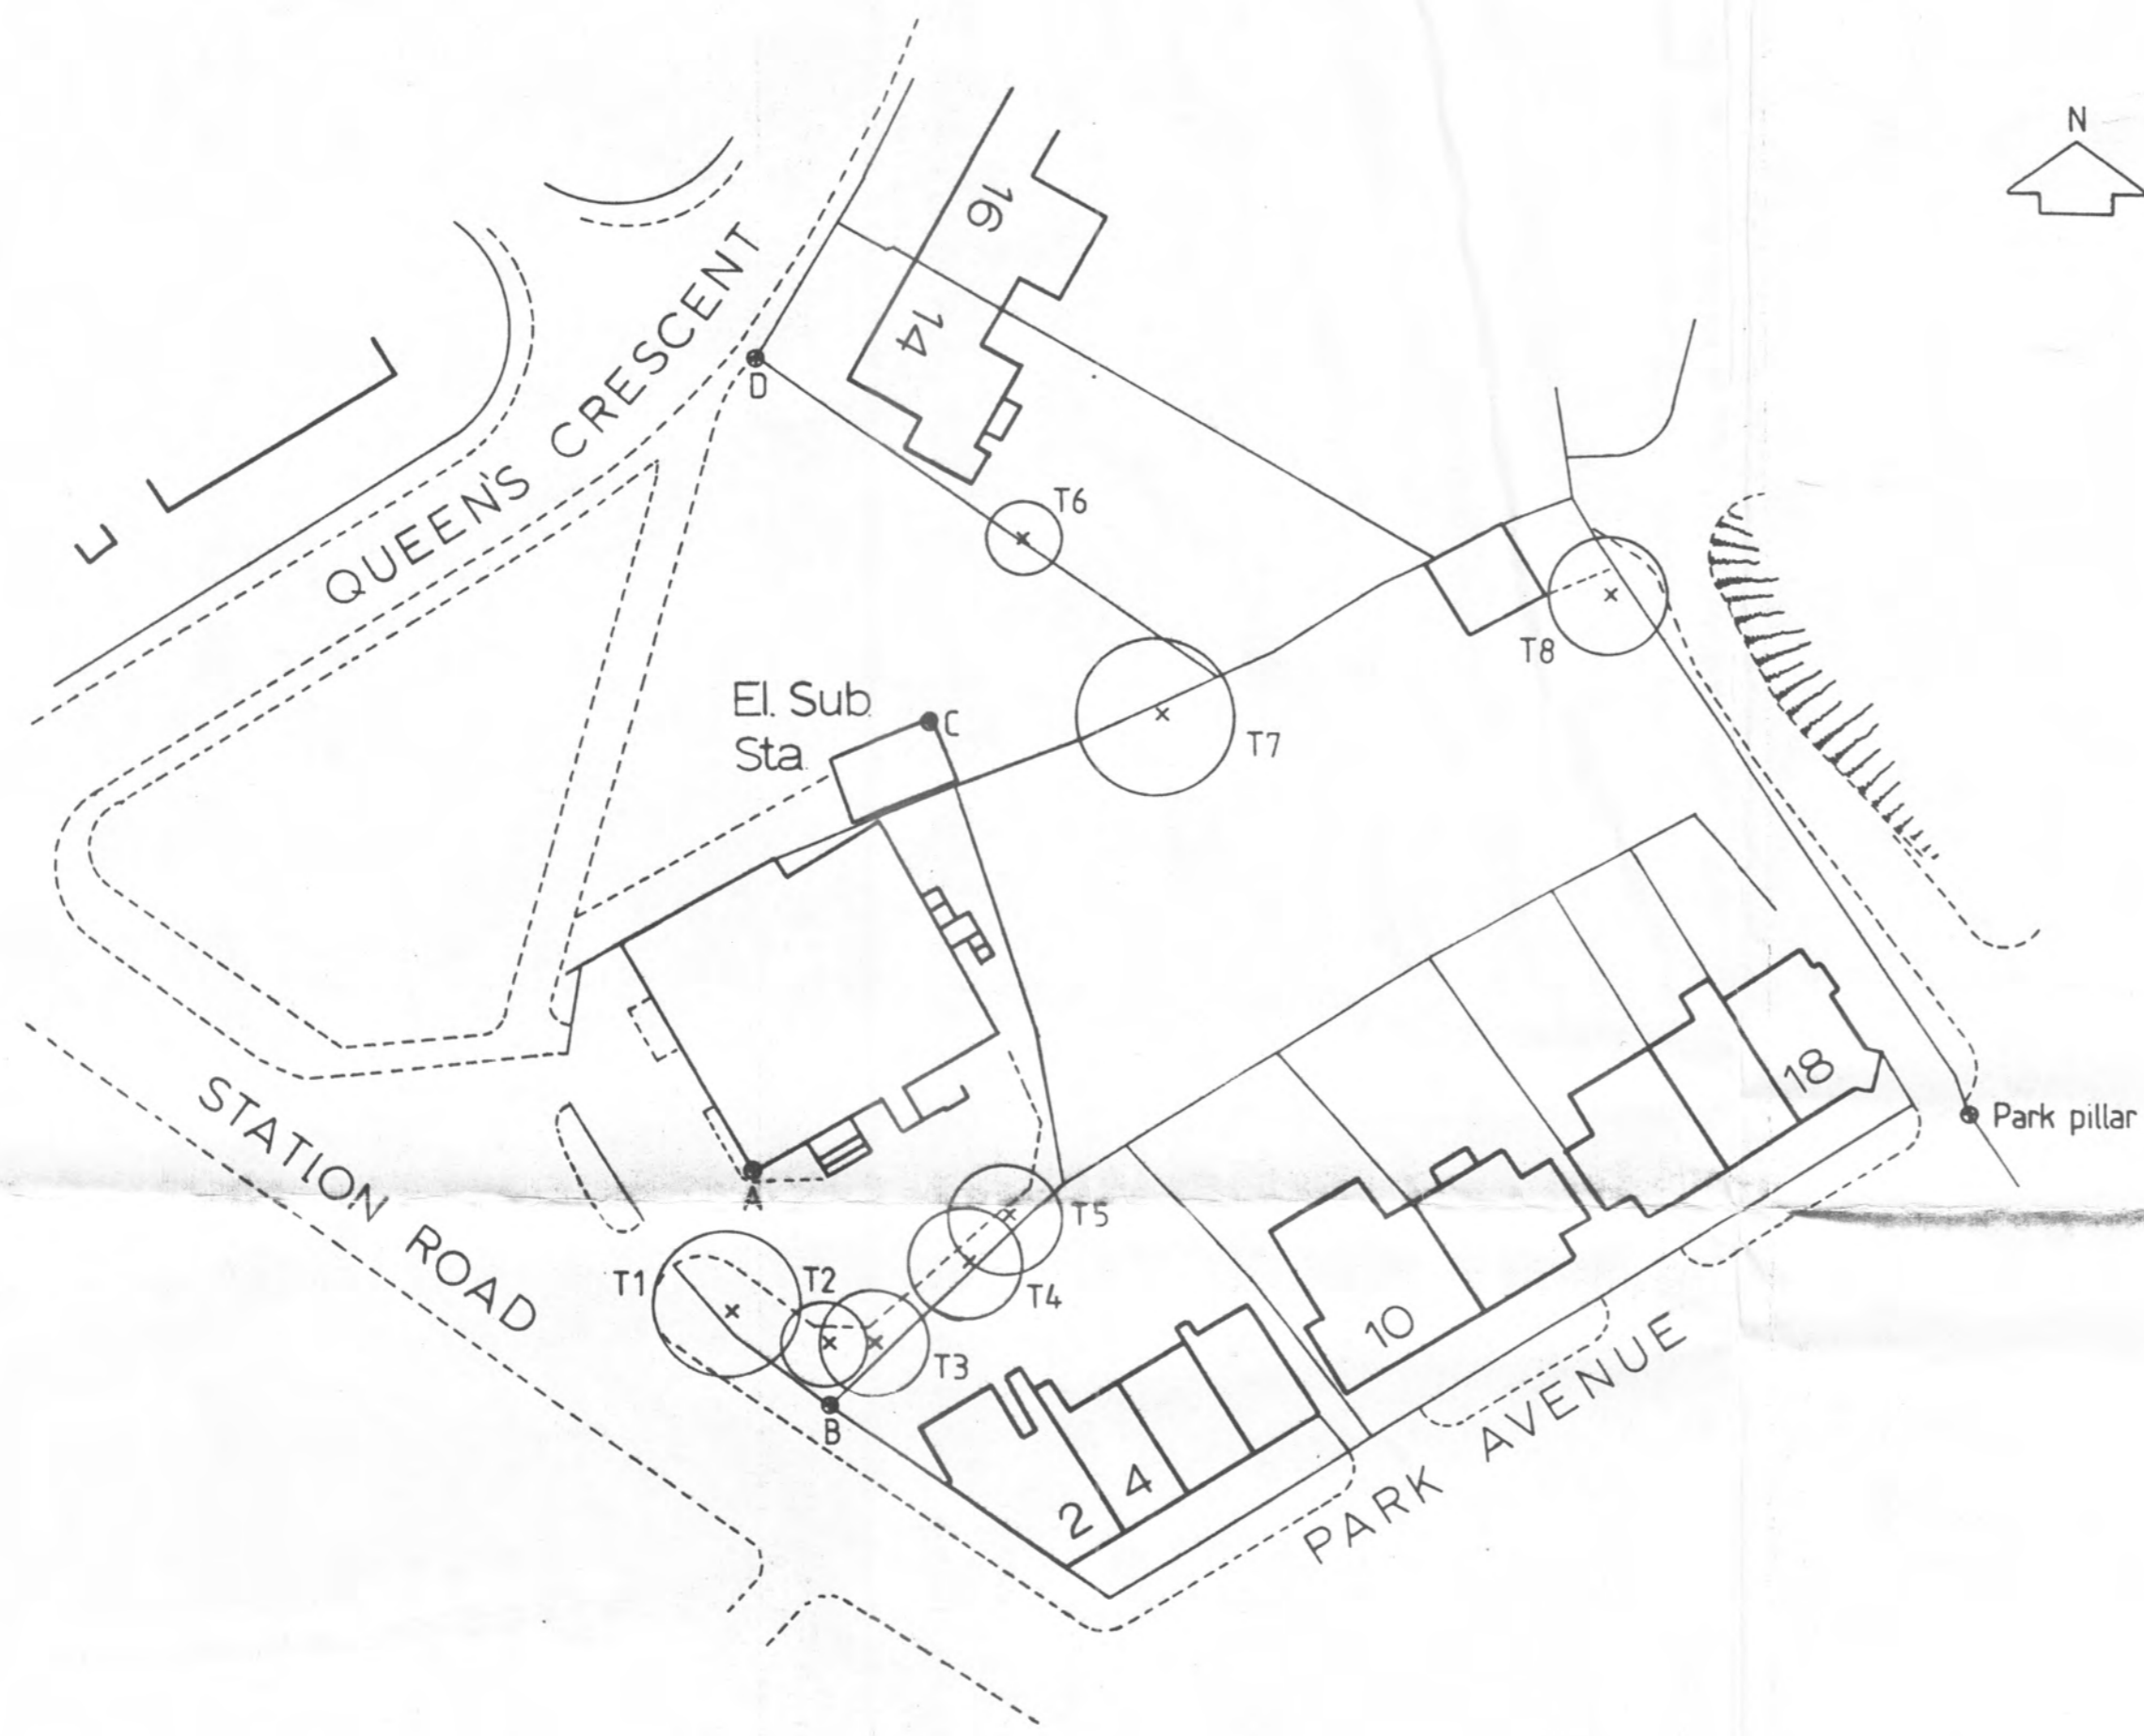 N
16
QUEEN'S CRESCENT
14
D
T6
El. Sub.
Sta.
C
T8
T7
18
STATION ROAD
Park pillar
A
T5
T1
T2
T4
T3
10
B
PARK AVENUE
4
2